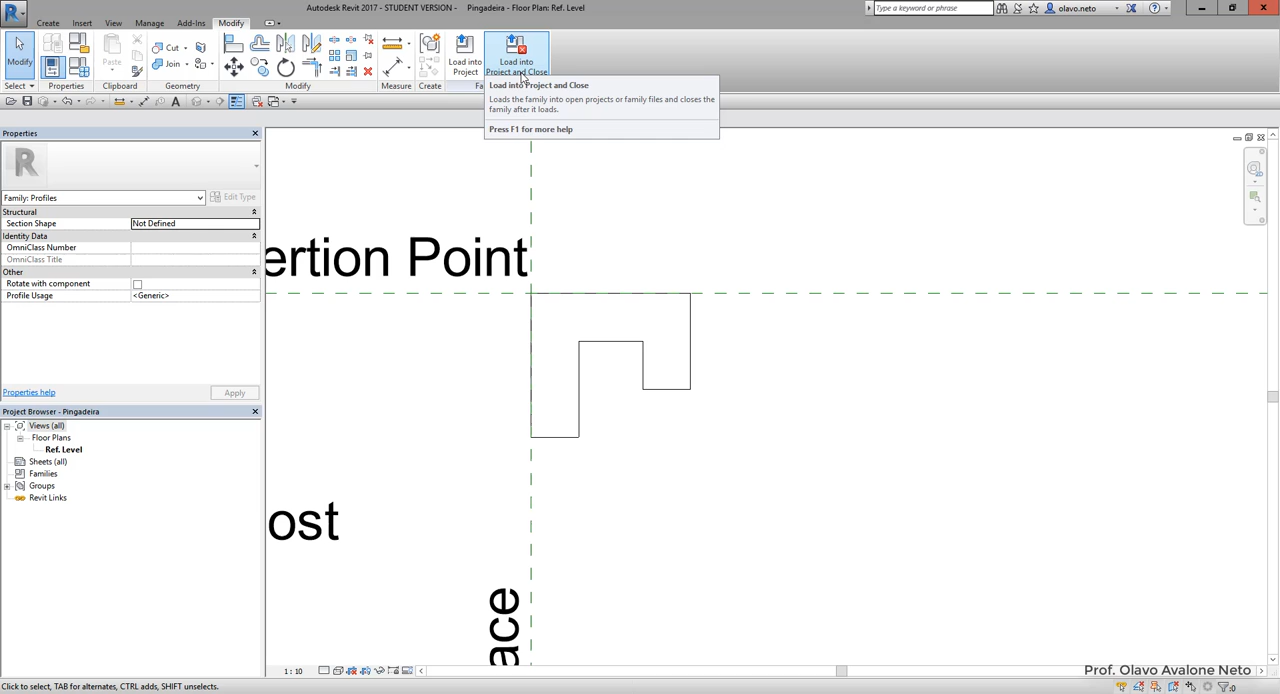 Autodesk Revit 2017 - STUDENT VERSION - Pingadeira - Floor Plan: Ref. Level
Type a keyword or phrase
olavo.neto
Create Insert View Manage Add-Ins Modify
Modify
Paste
Cut
Join
Load into
Project
Load into
Project and Close
Select Properties Clipboard Geometry Modify Measure Create Fa
Load into Project and Close
Loads the family into open projects or family files and closes the
family after it loads.
Press F1 for more help
Properties
Family: Profiles
Edit Type
Structural
Section Shape Not Defined
Identity Data
OmniClass Number
OmniClass Title
Other
Rotate with component
Profile Usage <Generic>
Properties help
Apply
Project Browser - Pingadeira
Views (all)
Floor Plans
Ref. Level
Sheets (all)
Families
Groups
Revit Links
ertion Point
ost
ace
1 : 10
Prof. Olavo Avalone Neto
Click to select, TAB for alternates, CTRL adds, SHIFT unselects.
:0